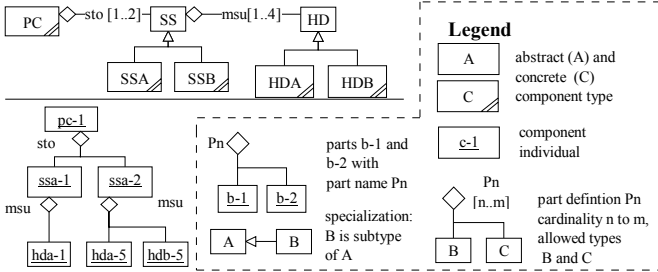 PC
sto [1..2]
SS
msu[1..4]
HD
SSA
SSB
HDA
HDB
pc-1
sto
ssa-1
ssa-2
msu
msu
hda-1
hda-5
hdb-5
Pn
b-1
b-2
parts b-1 and
b-2 with
part name Pn
A
B
specialization:
B is subtype
of A
Legend
A
abstract (A) and
concrete (C)
component type
C
c-1
component
individual
Pn
[n..m]
B
C
part defintion Pn
cardinality n to m,
allowed types
B and C